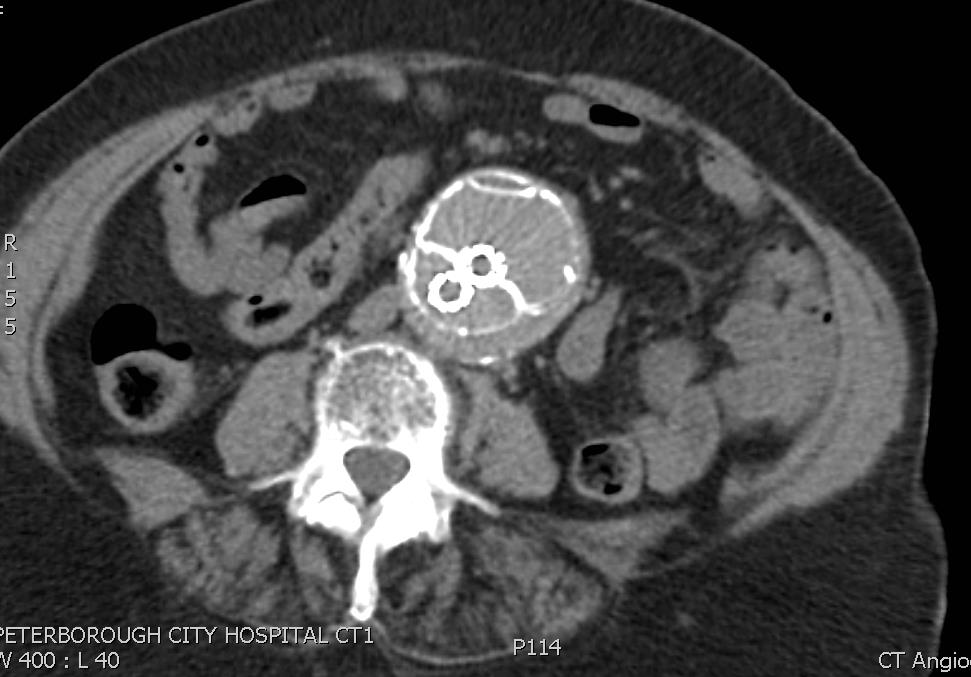 R
1
5
5
PETERBOROUGH CITY HOSPITAL CT1
W 400 : L 40
P114
CT Angio